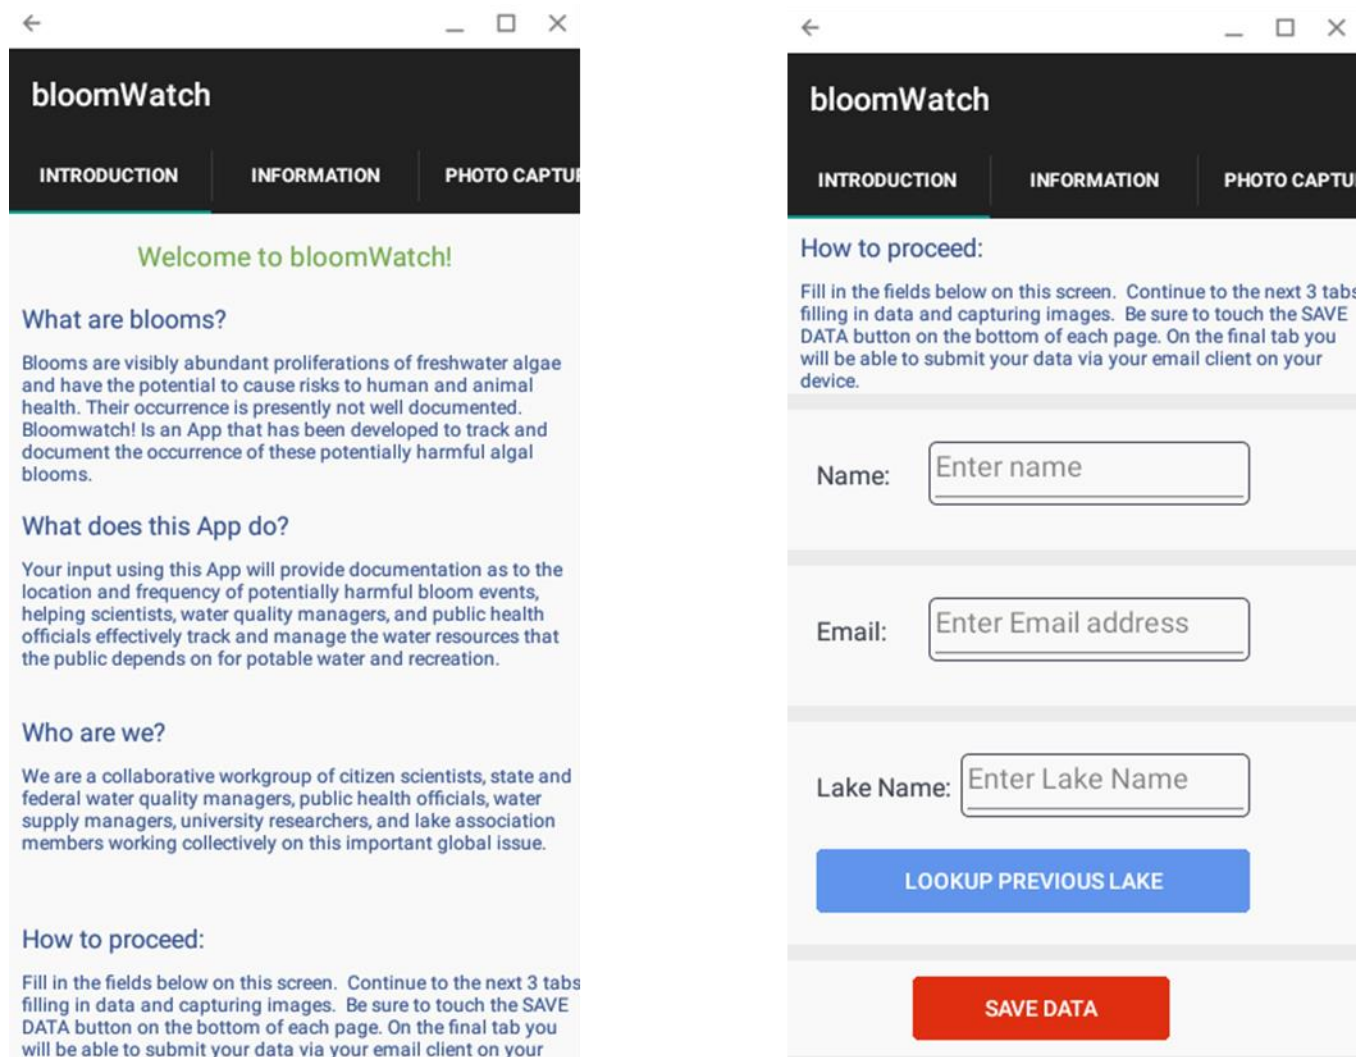 bloomWatch
INTRODUCTION INFORMATION PHOTO CAPTUR
Welcome to bloomWatch!
What are blooms?
Blooms are visibly abundant proliferations of freshwater algae
and have the potential to cause risks to human and animal
health. Their occurrence is presently not well documented.
Bloomwatch! Is an App that has been developed to track and
document the occurrence of these potentially harmful algal
blooms.
What does this App do?
Your input using this App will provide documentation as to the
location and frequency of potentially harmful bloom events,
helping scientists, water quality managers, and public health
officials effectively track and manage the water resources that
the public depends on for potable water and recreation.
Who are we?
We are a collaborative workgroup of citizen scientists, state and
federal water quality managers, public health officials, water
supply managers, university researchers, and lake association
members working collectively on this important global issue.
How to proceed:
Fill in the fields below on this screen. Continue to the next 3 tabs
filling in data and capturing images. Be sure to touch the SAVE
DATA button on the bottom of each page. On the final tab you
will be able to submit your data via your email client on your
bloomWatch
INTRODUCTION INFORMATION PHOTO CAPTU
How to proceed:
Fill in the fields below on this screen. Continue to the next 3 tabs
filling in data and capturing images. Be sure to touch the SAVE
DATA button on the bottom of each page. On the final tab you
will be able to submit your data via your email client on your
device.
Name: Enter name
Email: Enter Email address
Lake Name: Enter Lake Name
LOOKUP PREVIOUS LAKE
SAVE DATA